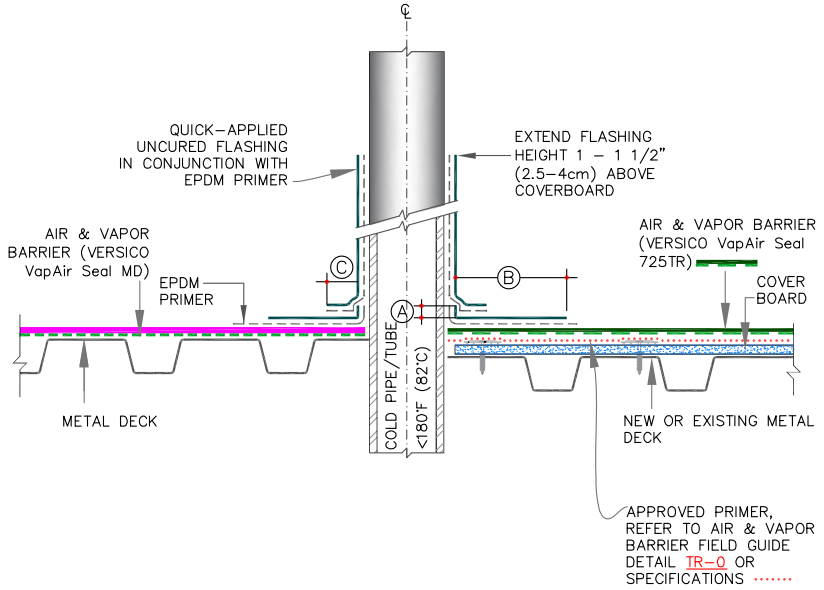 ℄
QUICK–APPLIED
UNCURED FLASHING
IN CONJUNCTION WITH
EPDM PRIMER
EXTEND FLASHING
HEIGHT 1 – 1 1/2"
(2.5–4cm) ABOVE
COVERBOARD
AIR & VAPOR
BARRIER (VERSICO
VapAir Seal MD)
EPDM
PRIMER
C
B
A
AIR & VAPOR BARRIER
(VERSICO VapAir Seal
725TR)
COVER
BOARD
COLD PIPE/TUBE
<180°F (82°C)
METAL DECK
NEW OR EXISTING METAL
DECK
APPROVED PRIMER,
REFER TO AIR & VAPOR
BARRIER FIELD GUIDE
DETAIL TR–0 OR
SPECIFICATIONS